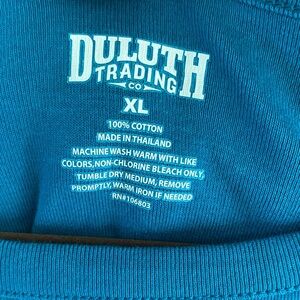 DULUTH
TRADING
CO
XL
100% COTTON
MADE IN THAILAND
MACHINE WASH WARM WITH LIKE
COLORS, NON-CHLORINE BLEACH ONLY,
TUMBLE DRY MEDIUM, REMOVE
PROMPTLY, WARM IRON IF NEEDED
RN#106803